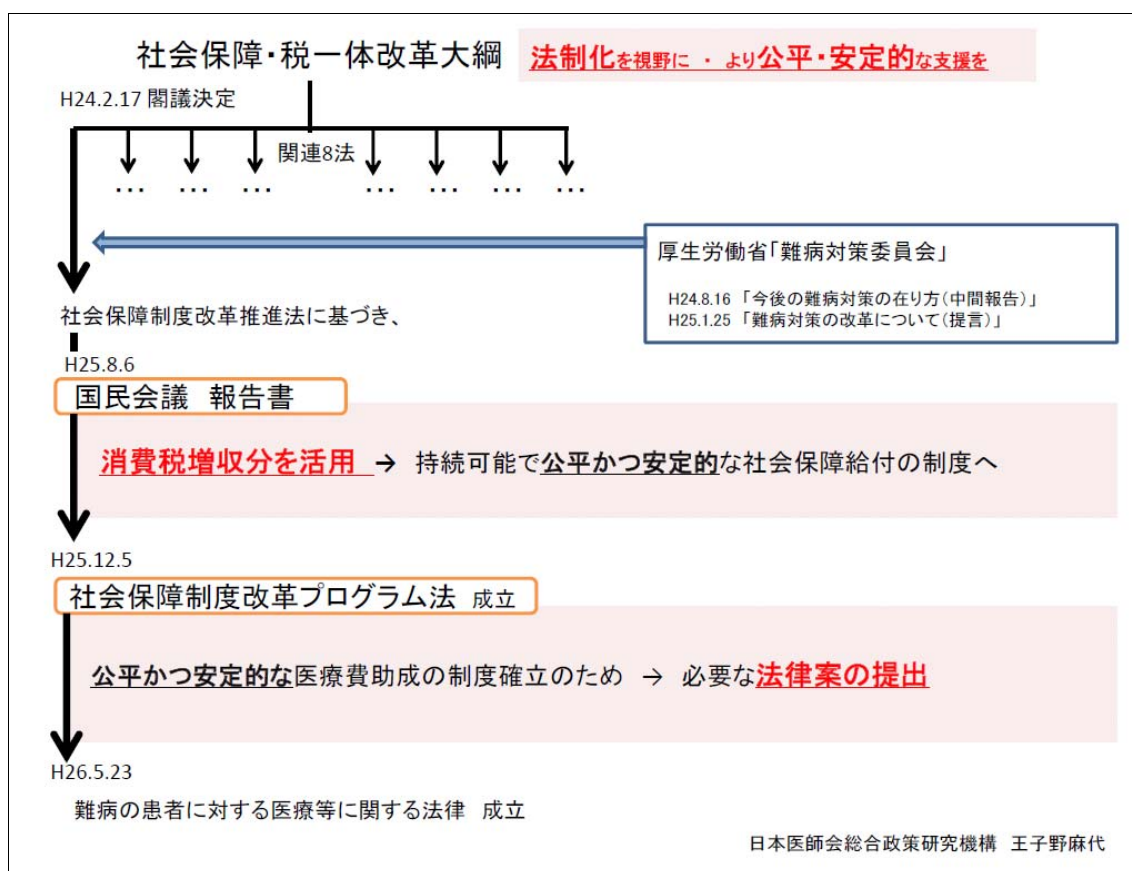 社会保障・税一体改革大綱
法制化を視野に ・ より公平・安定的な支援を
H24.2.17 閣議決定
関連8法
… … … … … … …
厚生労働省「難病対策委員会」
H24.8.16 「今後の難病対策の在り方(中間報告)」
H25.1.25 「難病対策の改革について(提言)」
社会保障制度改革推進法に基づき、
H25.8.6
国民会議 報告書
消費税増収分を活用 → 持続可能で公平かつ安定的な社会保障給付の制度へ
H25.12.5
社会保障制度改革プログラム法 成立
公平かつ安定的な医療費助成の制度確立のため → 必要な法律案の提出
H26.5.23
難病の患者に対する医療等に関する法律 成立
日本医師会総合政策研究機構 王子野麻代